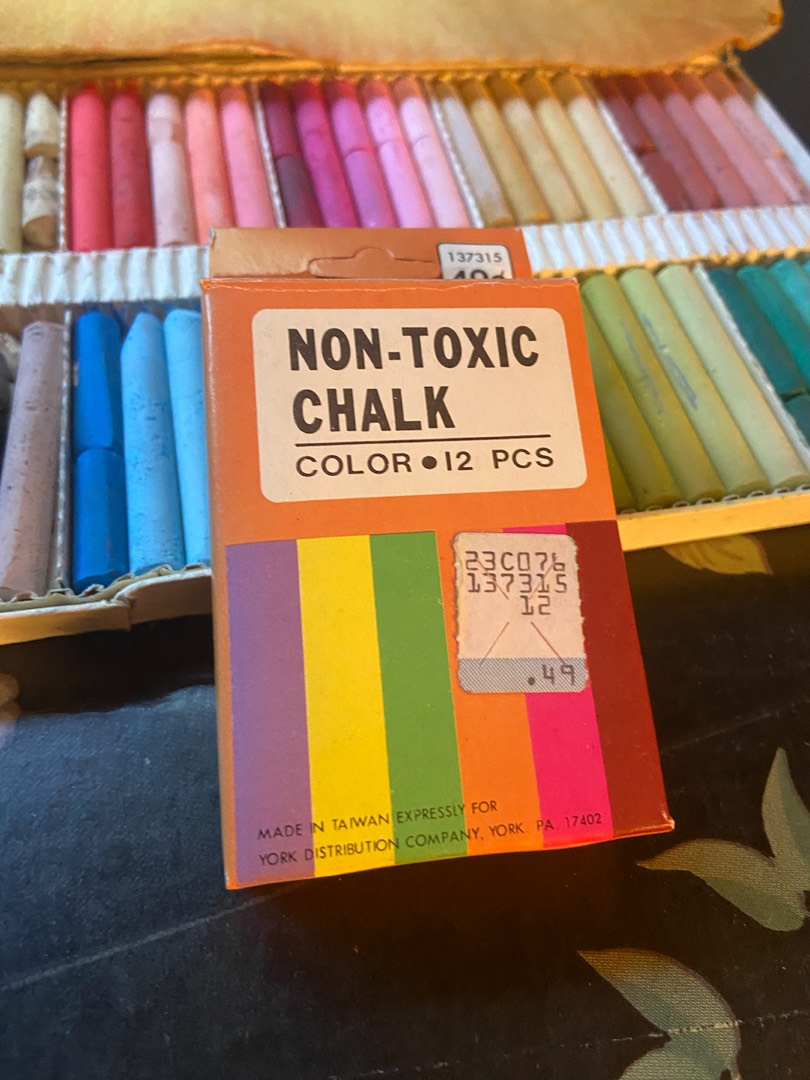 137315
49¢
NON-TOXIC
CHALK
COLOR • 12 PCS
23C076
137315
12
.49
MADE IN TAIWAN EXPRESSLY FOR
YORK DISTRIBUTION COMPANY, YORK. PA. 17402